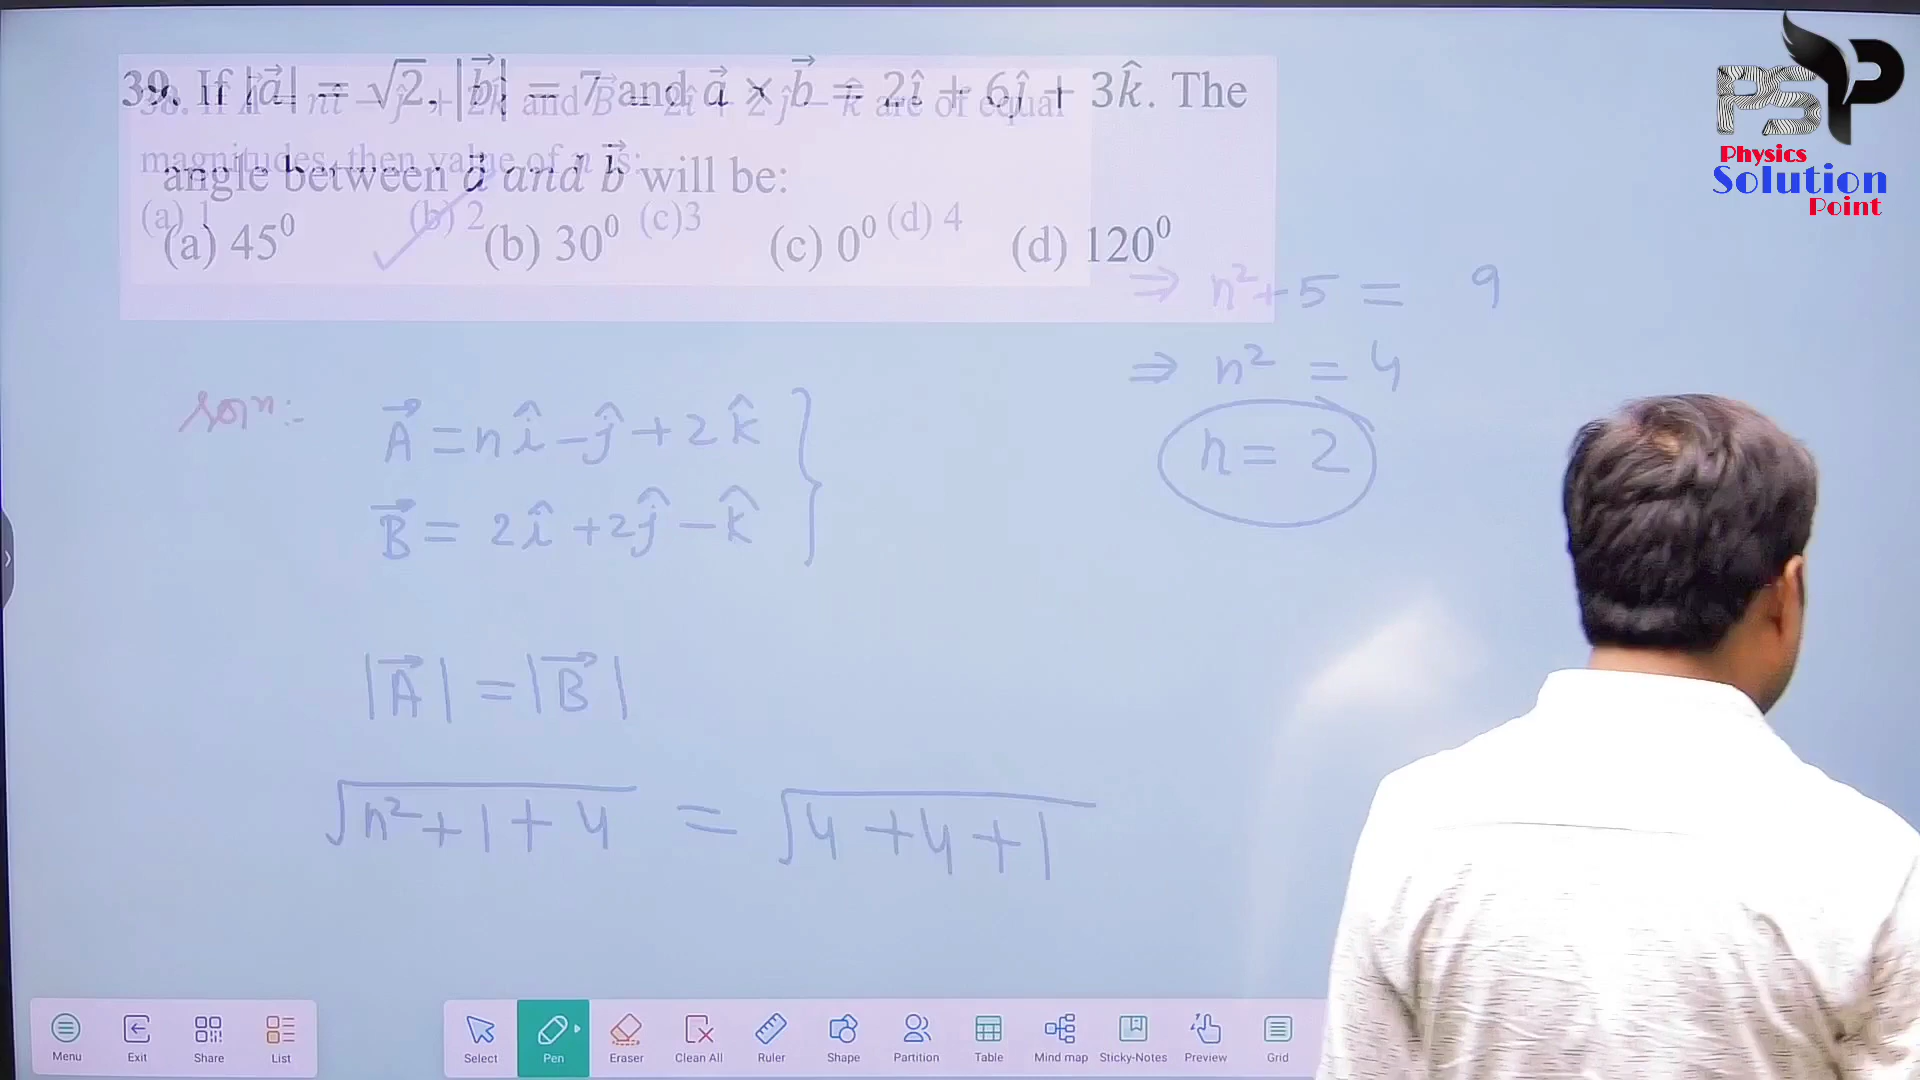 39. If |a⃗| = √2, |b⃗| = 7 and a⃗ × b⃗ = 2î + 6ĵ + 3k̂. The
angle between a⃗ and b⃗ will be:
(a) 45⁰ (b) 30⁰ (c) 0⁰ (d) 120⁰
38. If A⃗ = nî − ĵ + 2k̂ and B⃗ = 2î + 2ĵ − k̂ are of equal
magnitudes, then value of n is:
(a) 1 (b) 2 (c)3 (d) 4
PSP
Physics
Solution
Point
⇒ n² + 5 = 9
⇒ n² = 4
n = 2
Solⁿ:-
A⃗ = nî − ĵ + 2k̂
B⃗ = 2î + 2ĵ − k̂
|A⃗| = |B⃗|
√n² + 1 + 4 = √4 + 4 + 1
Menu Exit Share List Select Pen Eraser Clean All Ruler Shape Partition Table Mind map Sticky-Notes Preview Grid